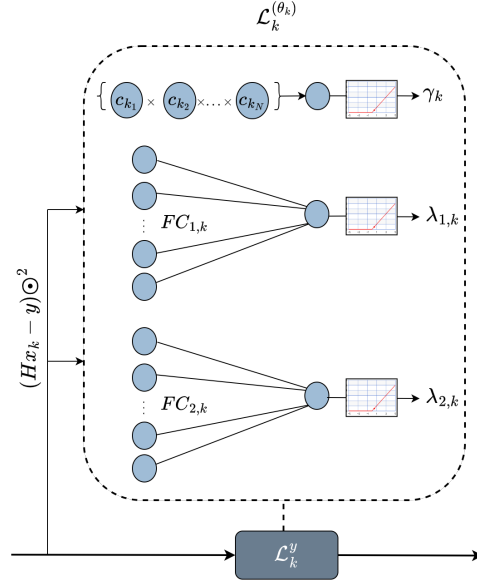 $\mathcal{L}_k^{(\theta_k)}$
$\{ c_{k_1} \times c_{k_2} \times \ldots \times c_{k_N} \}$ $\gamma_k$
$FC_{1,k}$ $\lambda_{1,k}$
$(Hx_k - y)\odot^2$
$FC_{2,k}$ $\lambda_{2,k}$
$\mathcal{L}_k^y$